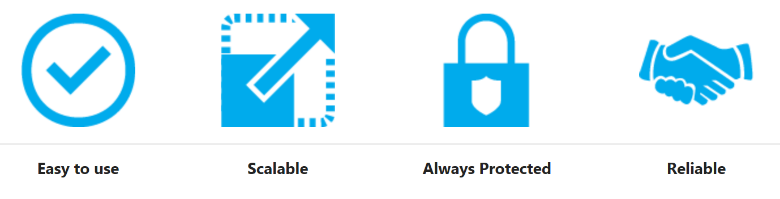 Easy to use
Scalable
Always Protected
Reliable